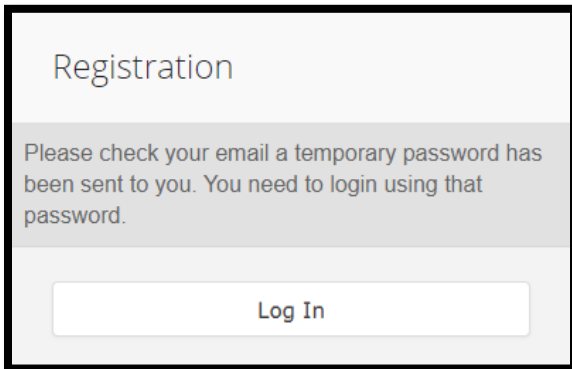 Registration
Please check your email a temporary password has
been sent to you. You need to login using that
password.
Log In